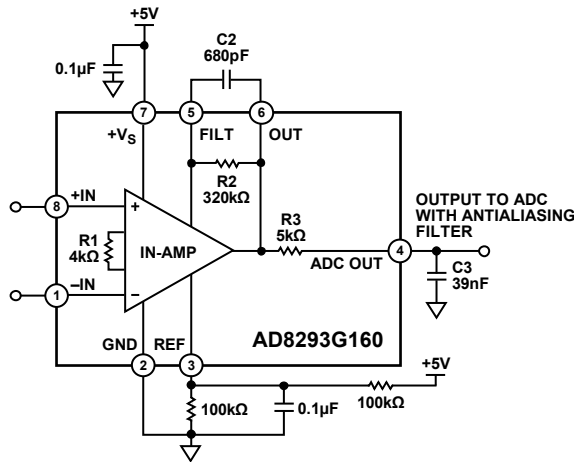 +5V
C2
680pF
0.1µF
7
5
6
+VS
FILT
OUT
R2
320kΩ
8
+IN
+
R1
4kΩ
IN-AMP
R3
5kΩ
OUTPUT TO ADC
WITH ANTIALIASING
FILTER
4
ADC OUT
C3
39nF
1
–IN
–
GND
REF
AD8293G160
2
3
+5V
100kΩ
0.1µF
100kΩ